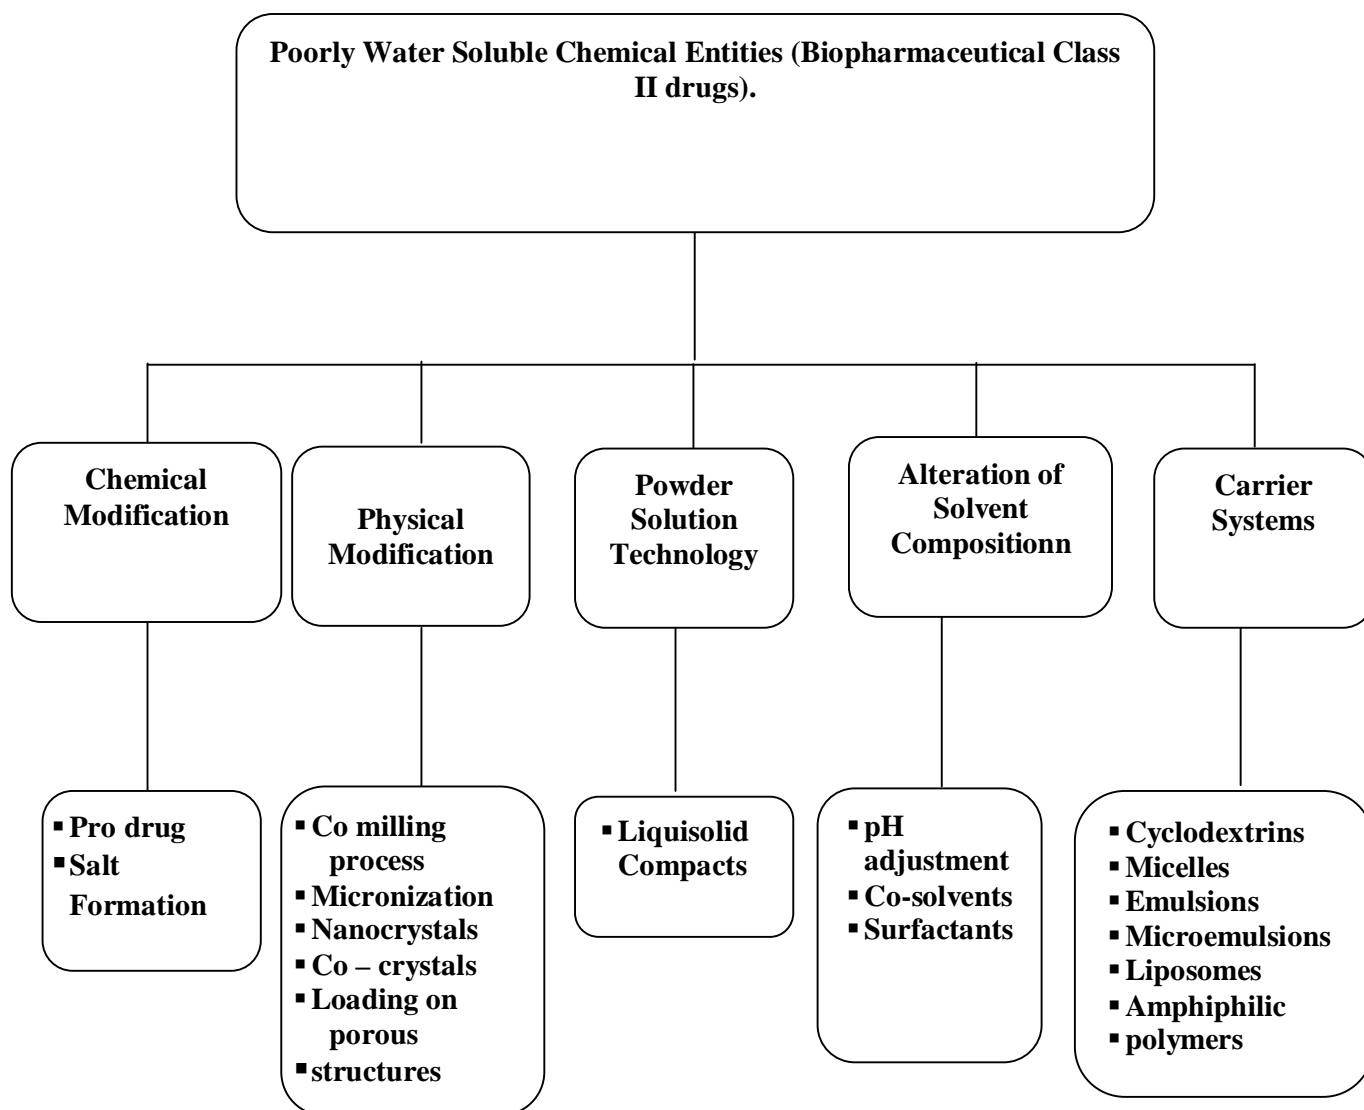 Poorly Water Soluble Chemical Entities (Biopharmaceutical Class
II drugs).
Chemical
Modification
Physical
Modification
Powder
Solution
Technology
Alteration of
Solvent
Compositionn
Carrier
Systems
▪ Pro drug
▪ Salt
Formation
▪ Co milling
process
▪ Micronization
▪ Nanocrystals
▪ Co – crystals
▪ Loading on
porous
▪ structures
▪ Liquisolid
Compacts
▪ pH
adjustment
▪ Co-solvents
▪ Surfactants
▪ Cyclodextrins
▪ Micelles
▪ Emulsions
▪ Microemulsions
▪ Liposomes
▪ Amphiphilic
▪ polymers